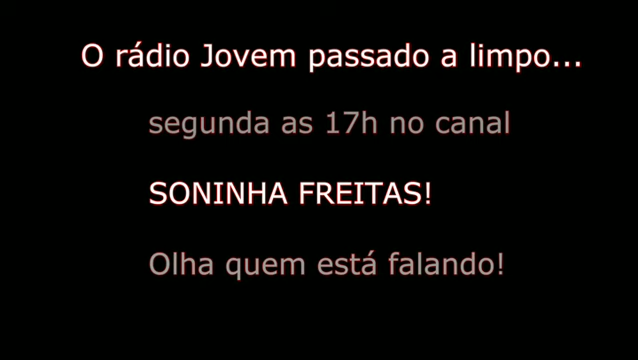 O rádio Jovem passado a limpo...
segunda as 17h no canal
SONINHA FREITAS!
Olha quem está falando!